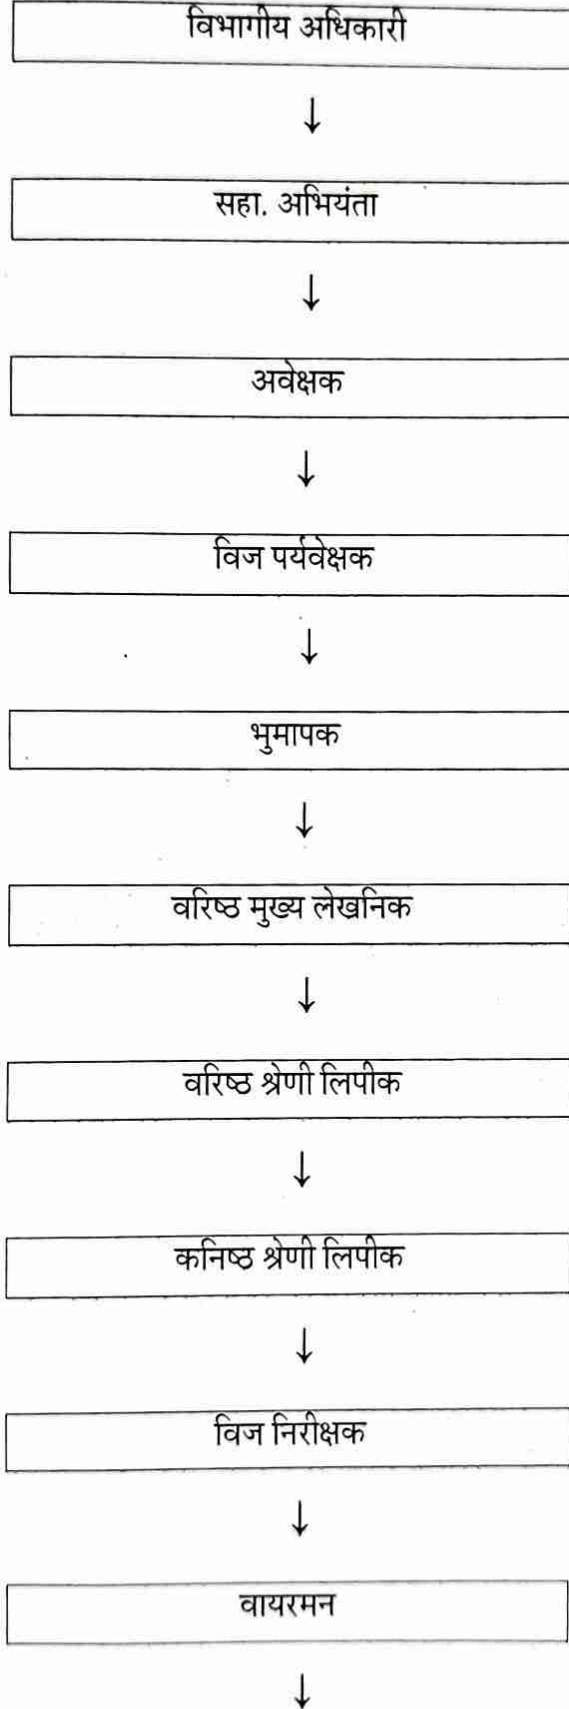 विभागीय अधिकारी
↓
सहा. अभियंता
↓
अवेक्षक
↓
विज पर्यवेक्षक
↓
भुमापक
↓
वरिष्ठ मुख्य लेखनिक
↓
वरिष्ठ श्रेणी लिपीक
↓
कनिष्ठ श्रेणी लिपीक
↓
विज निरीक्षक
↓
वायरमन
↓